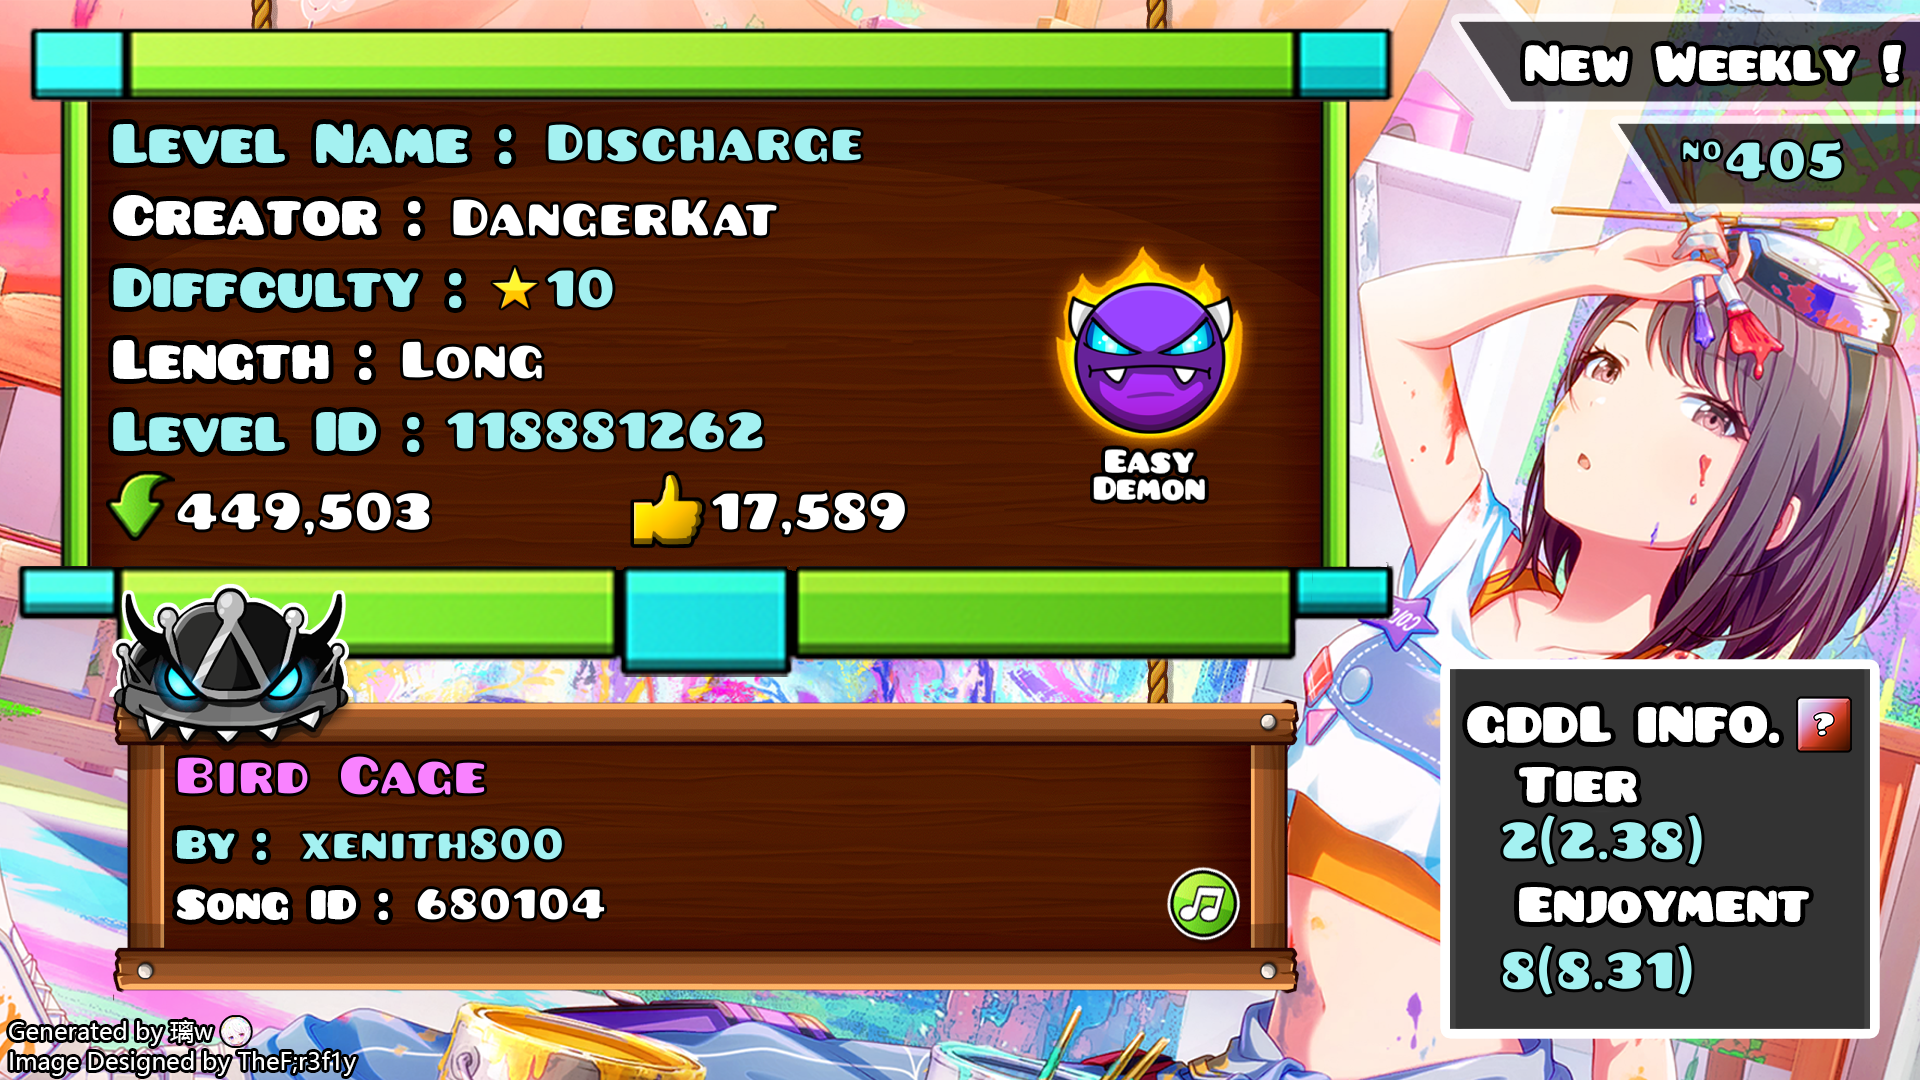 New Weekly !
NO405
Level Name : Discharge
Creator : DangerKat
Diffculty : 10
Length : Long
Level ID : 118881262
449,503
17,589
Easy
Demon
Bird Cage
By : xenith800
Song ID : 680104
GDDL INFO. ?
Tier
2(2.38)
Enjoyment
8(8.31)
Generated by 璃w
Image Designed by TheF;r3f1y